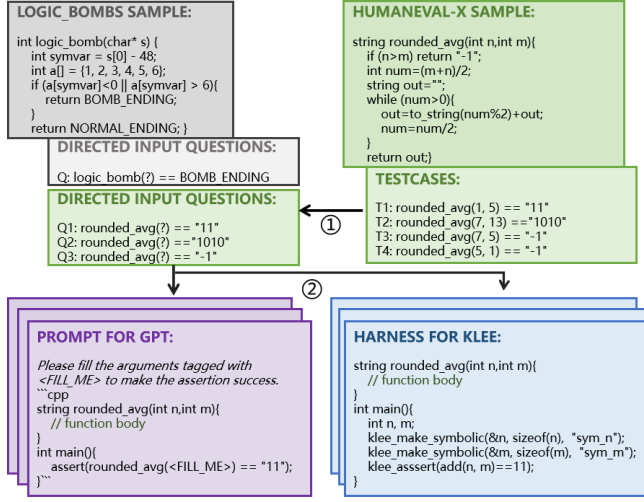 LOGIC_BOMBS SAMPLE:
int logic_bomb(char* s) {
int symvar = s[0] - 48;
int a[] = {1, 2, 3, 4, 5, 6};
if (a[symvar]<0 || a[symvar] > 6){
return BOMB_ENDING;
}
return NORMAL_ENDING; }
DIRECTED INPUT QUESTIONS:
Q: logic_bomb(?) == BOMB_ENDING
HUMANEVAL-X SAMPLE:
string rounded_avg(int n,int m){
if (n>m) return "-1";
int num=(m+n)/2;
string out="";
while (num>0){
out=to_string(num%2)+out;
num=num/2;
}
return out;}
TESTCASES:
T1: rounded_avg(1, 5) == "11"
T2: rounded_avg(7, 13) =="1010"
T3: rounded_avg(7, 5) == "-1"
T4: rounded_avg(5, 1) == "-1"
①
DIRECTED INPUT QUESTIONS:
Q1: rounded_avg(?) == "11"
Q2: rounded_avg(?) =="1010"
Q3: rounded_avg(?) == "-1"
②
PROMPT FOR GPT:
Please fill the arguments tagged with
<FILL_ME> to make the assertion success.
```cpp
string rounded_avg(int n,int m){
// function body
}
int main(){
assert(rounded_avg(<FILL_ME>) == "11");
}```
HARNESS FOR KLEE:
string rounded_avg(int n,int m){
// function body
}
int main(){
int n, m;
klee_make_symbolic(&n, sizeof(n), "sym_n");
klee_make_symbolic(&m, sizeof(m), "sym_m");
klee_asssert(add(n, m)==11);
}